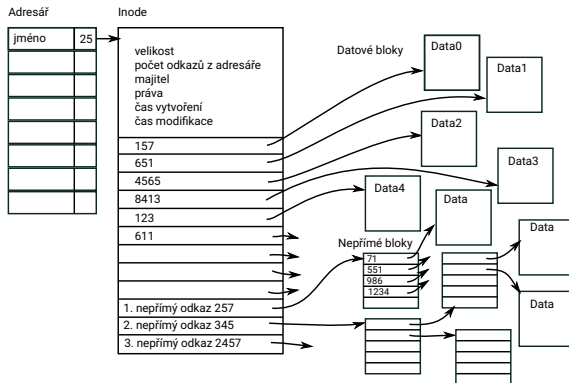 Adresář
Inode
jméno 25
velikost
počet odkazů z adresáře
majitel
práva
čas vytvoření
čas modifikace
157
651
4565
8413
123
611
1. nepřímý odkaz 257
2. nepřímý odkaz 345
3. nepřímý odkaz 2457
Datové bloky
Data0
Data1
Data2
Data3
Data4
Data
Nepřímé bloky
71
551
986
1234
Data
Data